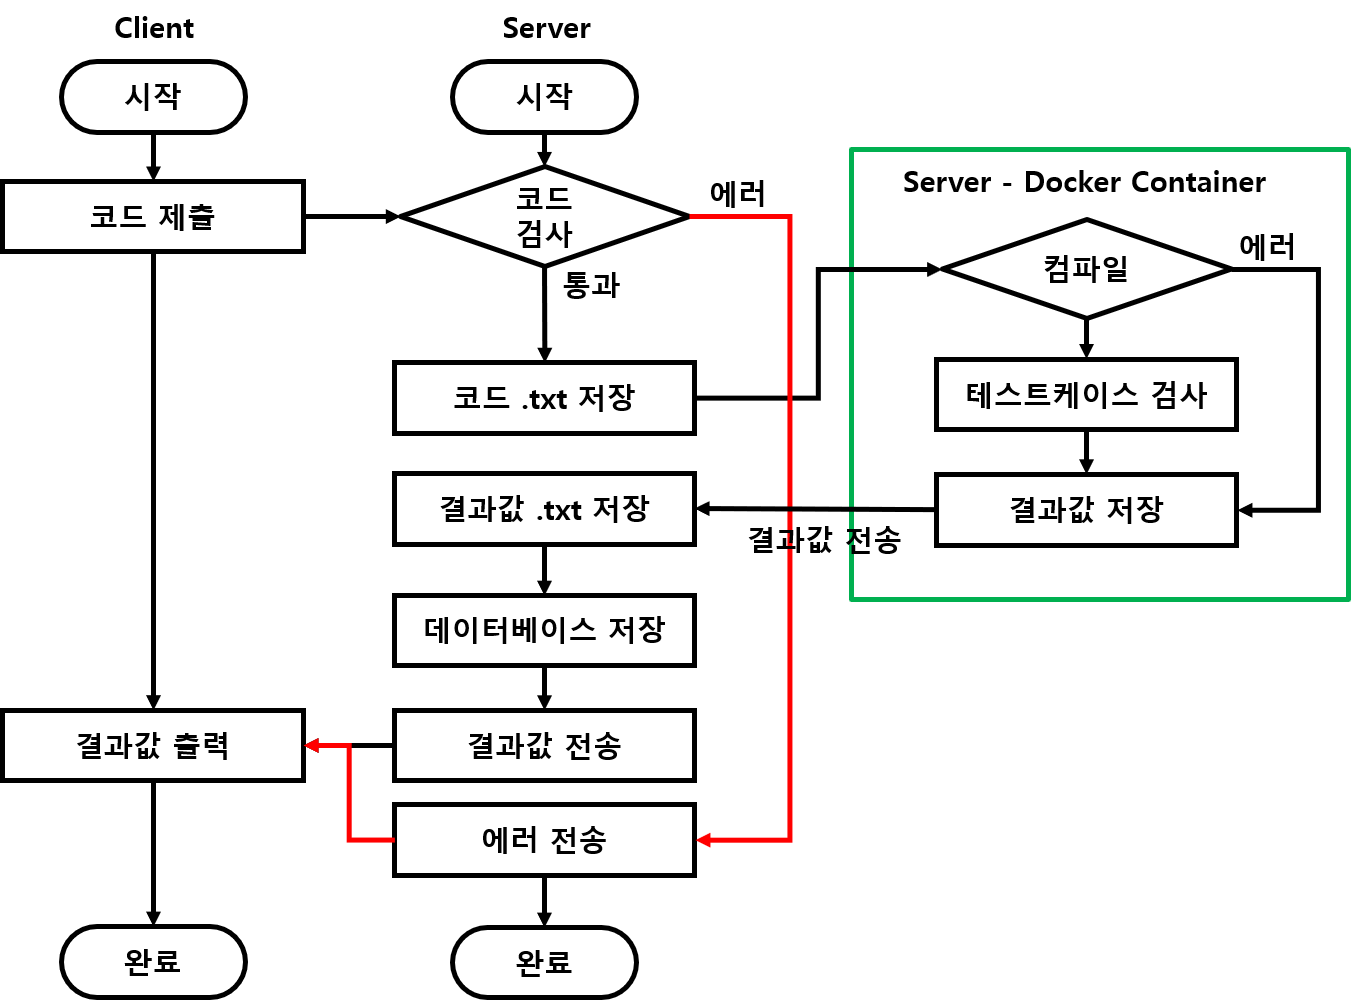 Client
Server
시작
시작
코드 제출
코드
검사
에러
통과
Server - Docker Container
컴파일
에러
코드 .txt 저장
테스트케이스 검사
결과값 .txt 저장
결과값 저장
결과값 전송
데이터베이스 저장
결과값 출력
결과값 전송
에러 전송
완료
완료